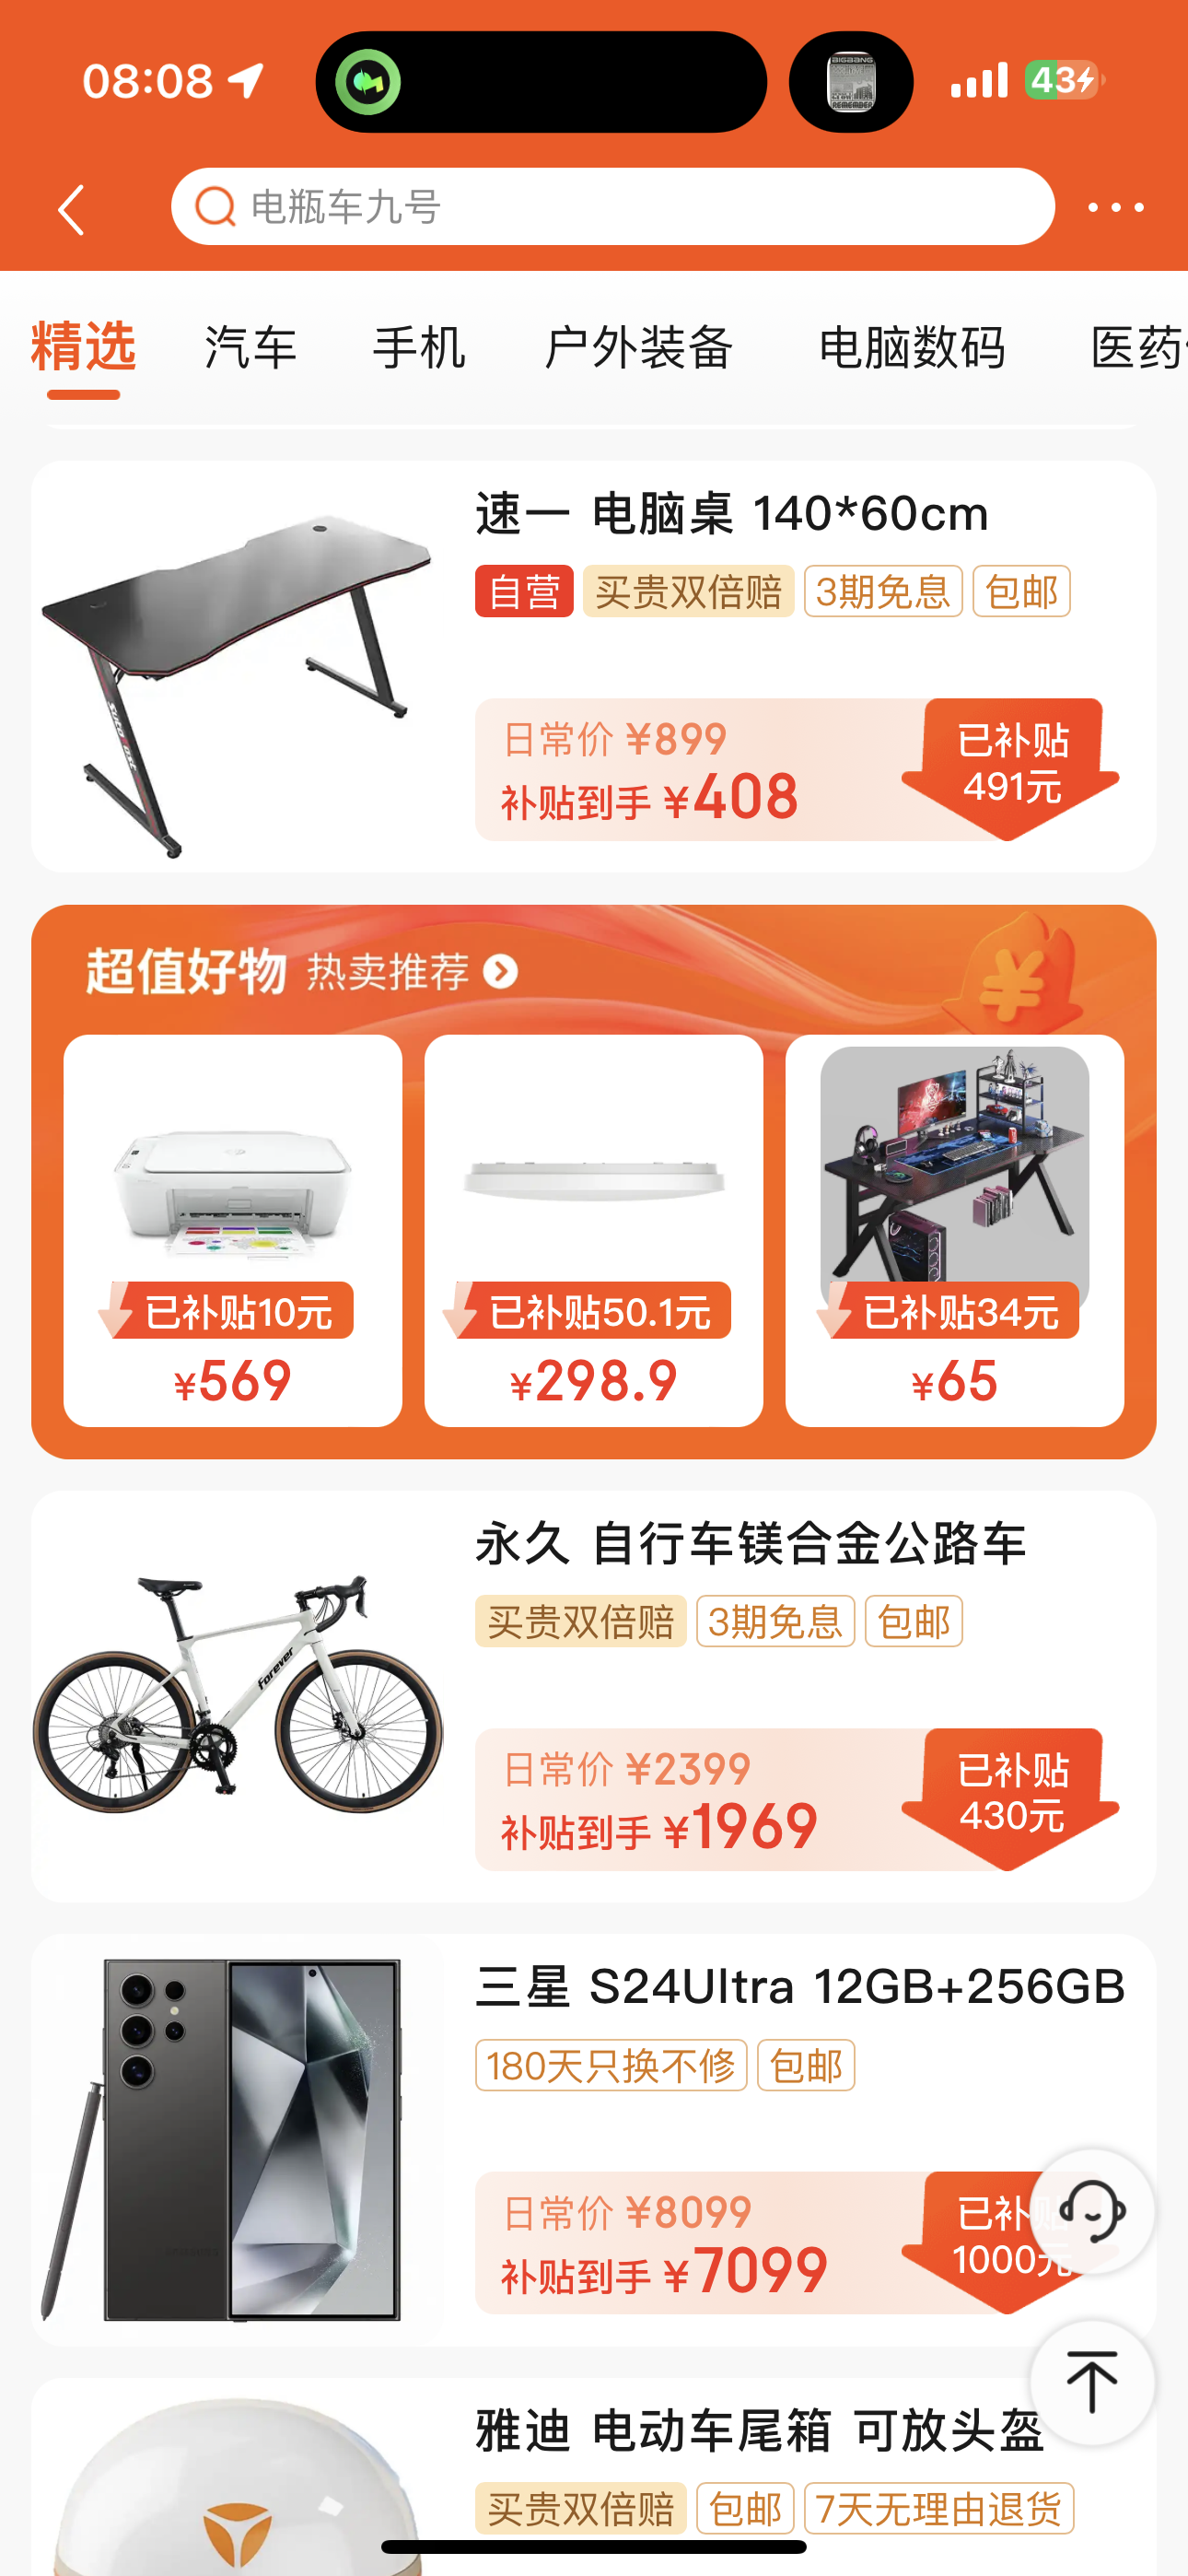 08:08
BIGBANG
REMEMBER
43
电瓶车九号
精选 汽车 手机 户外装备 电脑数码 医药
速一 电脑桌 140*60cm
自营 买贵双倍赔 3期免息 包邮
日常价 ¥899
补贴到手 ¥408
已补贴
491元
超值好物 热卖推荐
¥
已补贴10元
¥569
已补贴50.1元
¥298.9
已补贴34元
¥65
永久 自行车镁合金公路车
买贵双倍赔 3期免息 包邮
forever
日常价 ¥2399
补贴到手 ¥1969
已补贴
430元
三星 S24Ultra 12GB+256GB
180天只换不修 包邮
日常价 ¥8099
补贴到手 ¥7099
已补贴
1000元
雅迪 电动车尾箱 可放头盔
买贵双倍赔 包邮 7天无理由退货